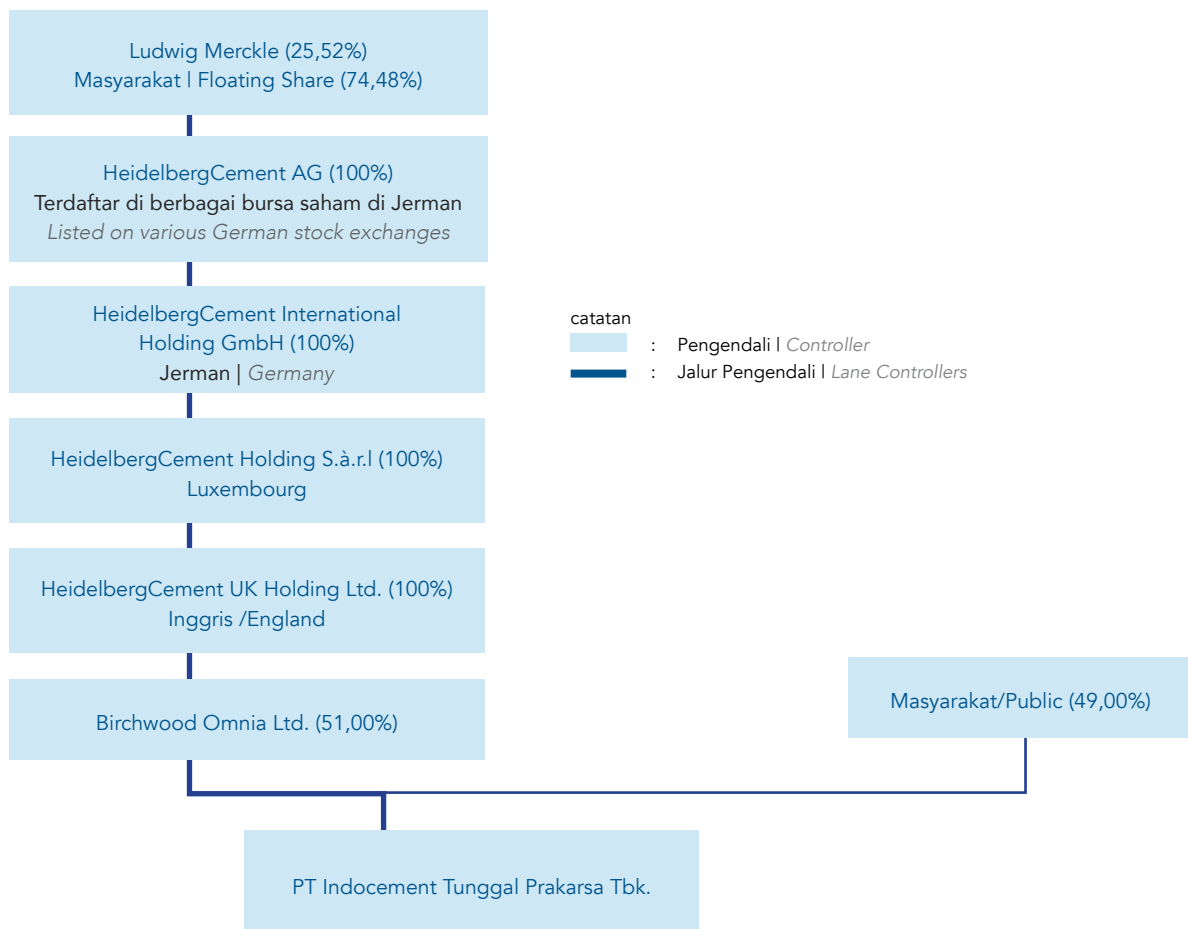 Ludwig Merckle (25,52%)
Masyarakat | Floating Share (74,48%)
HeidelbergCement AG (100%)
Terdaftar di berbagai bursa saham di Jerman
Listed on various German stock exchanges
HeidelbergCement International
Holding GmbH (100%)
Jerman | Germany
catatan
: Pengendali | Controller
: Jalur Pengendali | Lane Controllers
HeidelbergCement Holding S.à.r.l (100%)
Luxembourg
HeidelbergCement UK Holding Ltd. (100%)
Inggris /England
Birchwood Omnia Ltd. (51,00%)
Masyarakat/Public (49,00%)
PT Indocement Tunggal Prakarsa Tbk.